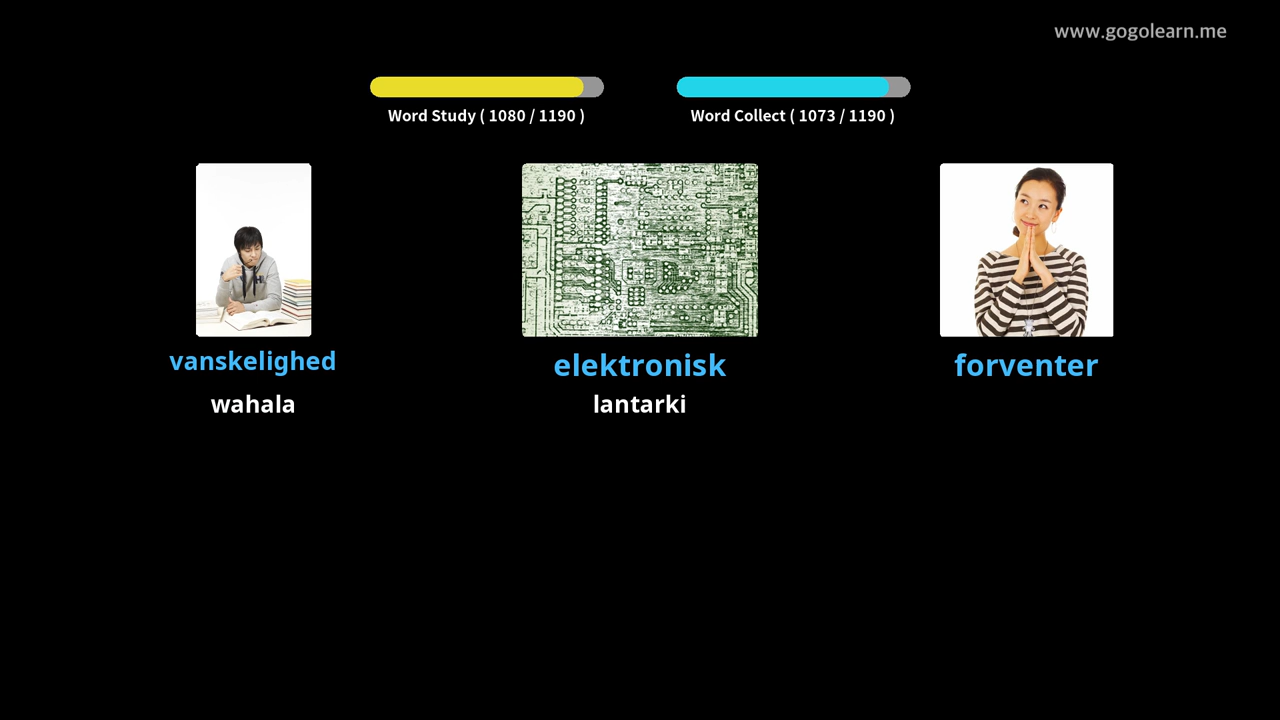 www.gogolearn.me
Word Study ( 1080 / 1190 )
Word Collect ( 1073 / 1190 )
vanskelighed
elektronisk
forventer
wahala
lantarki